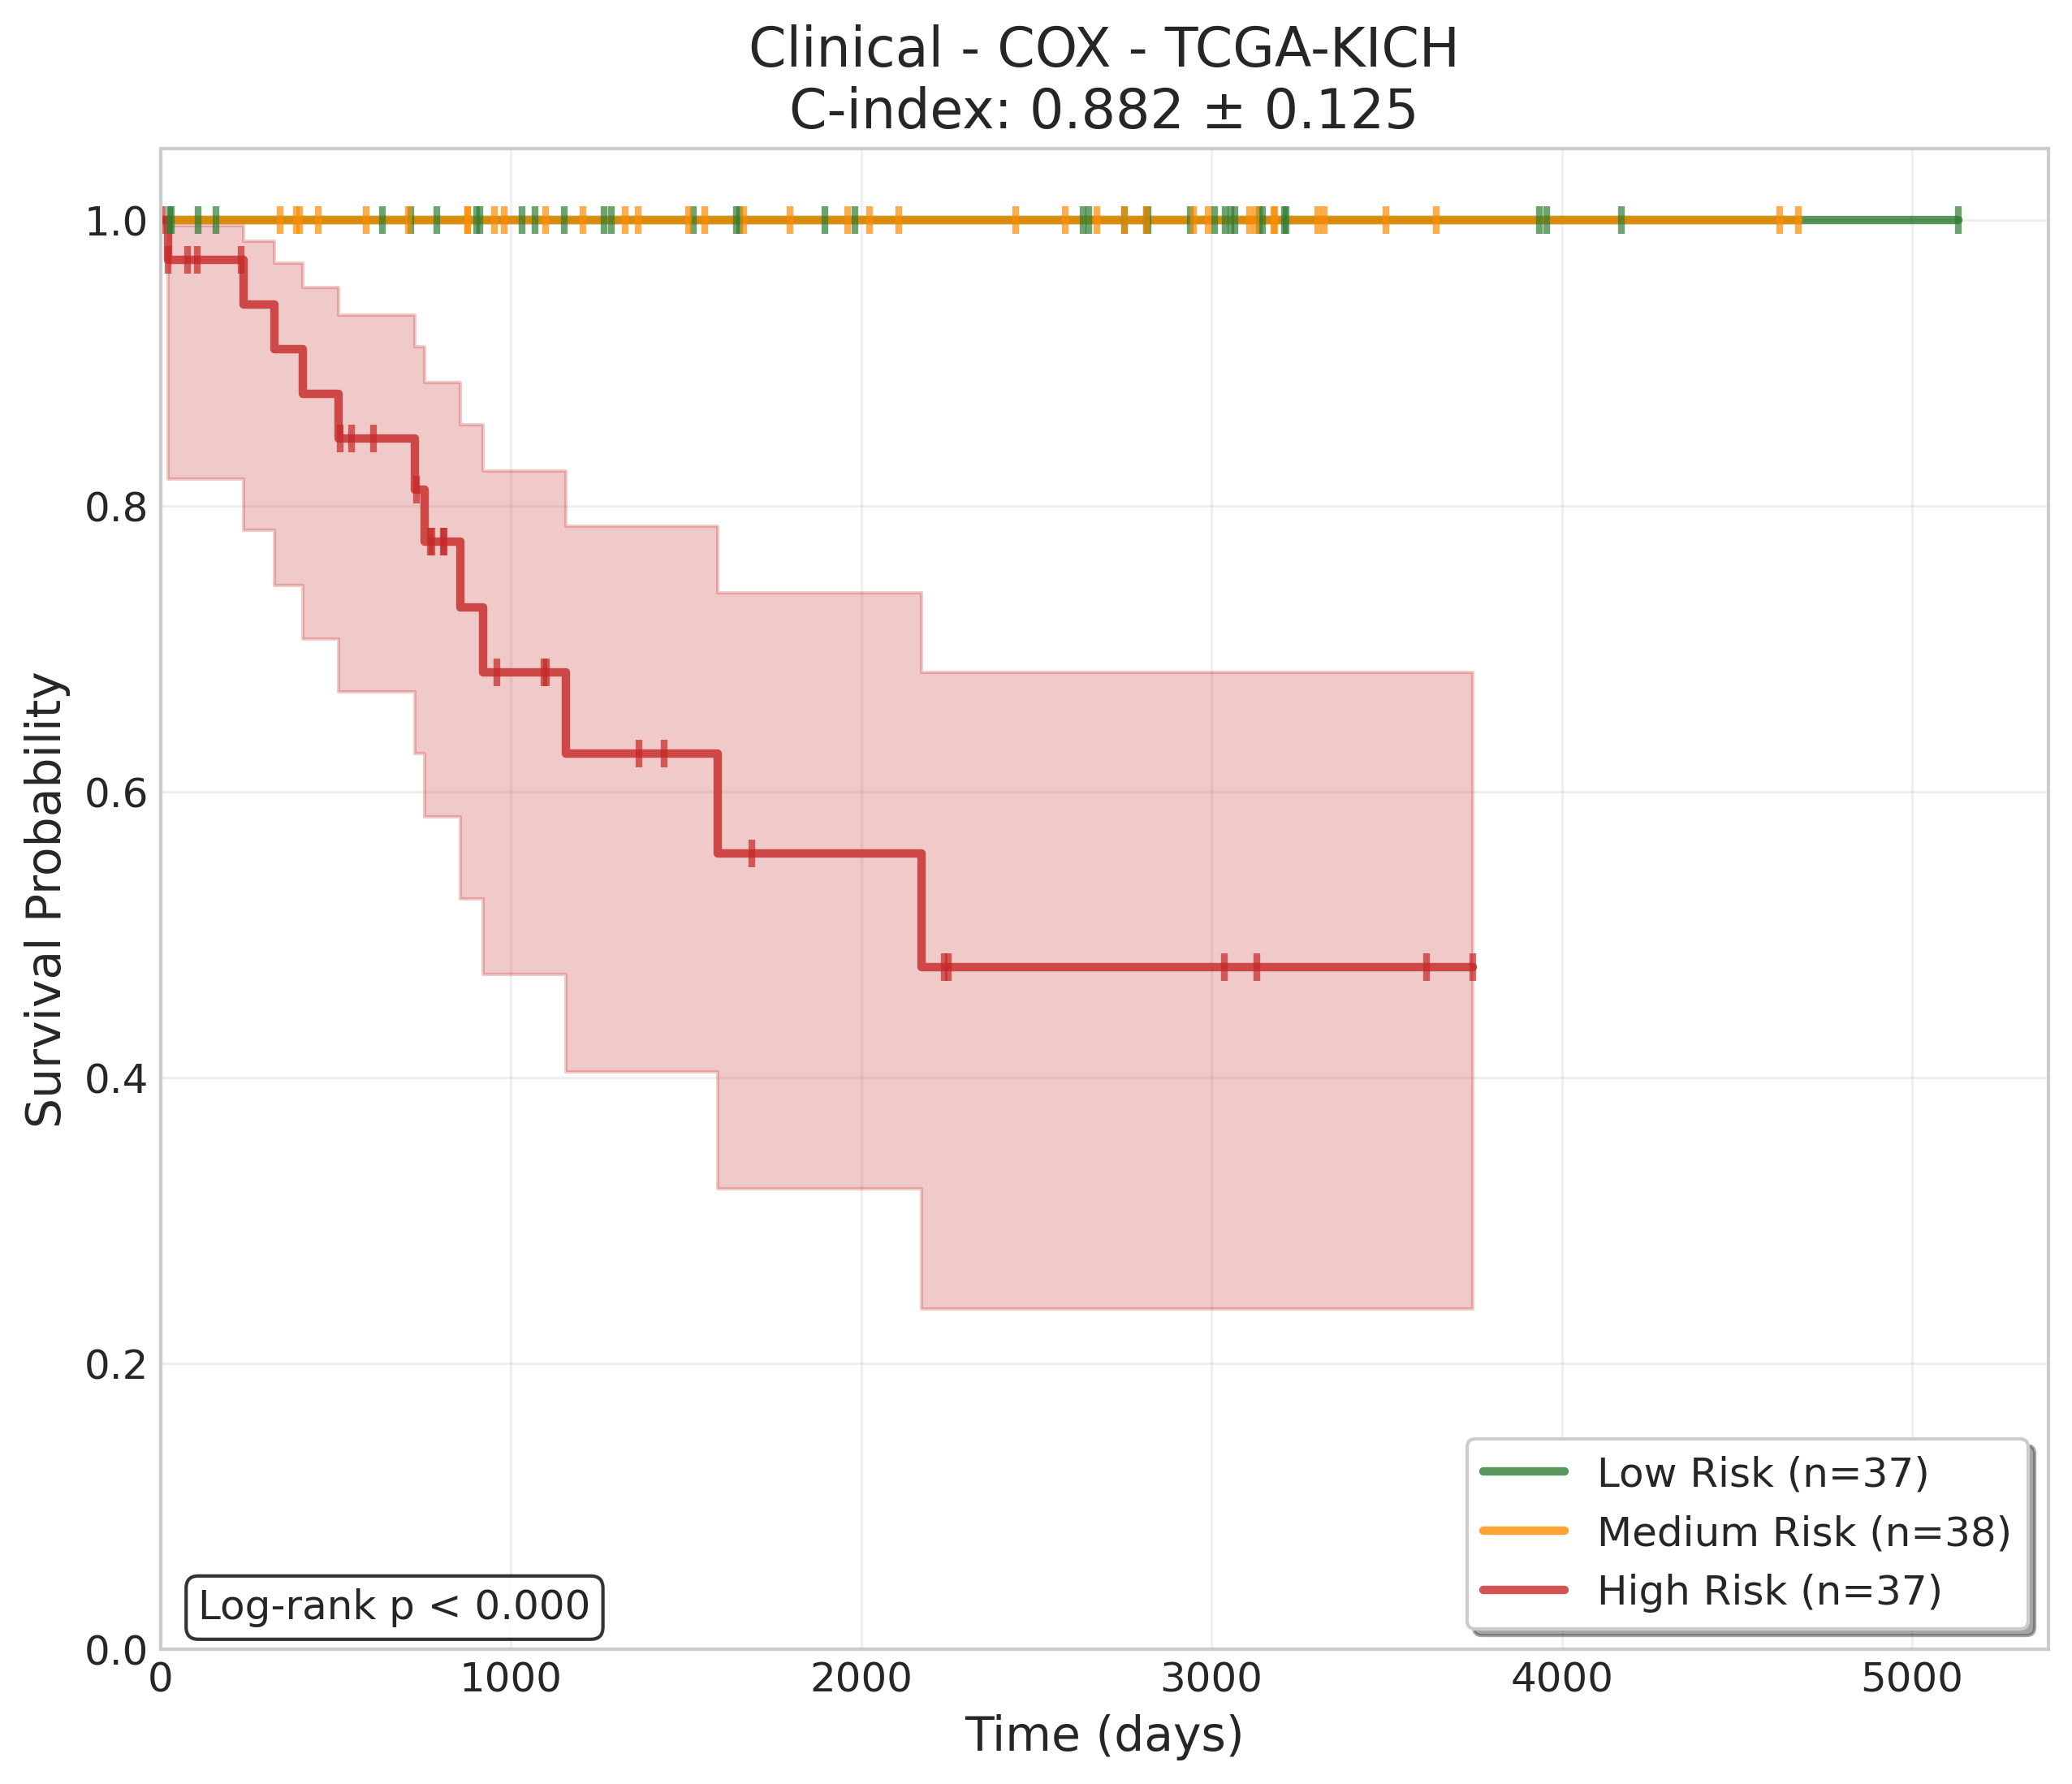 Clinical - COX - TCGA-KICH
C-index: 0.882 ± 0.125
Survival Probability
1.0
0.8
0.6
0.4
0.2
0.0
Log-rank p < 0.000
Low Risk (n=37)
Medium Risk (n=38)
High Risk (n=37)
0 1000 2000 3000 4000 5000
Time (days)